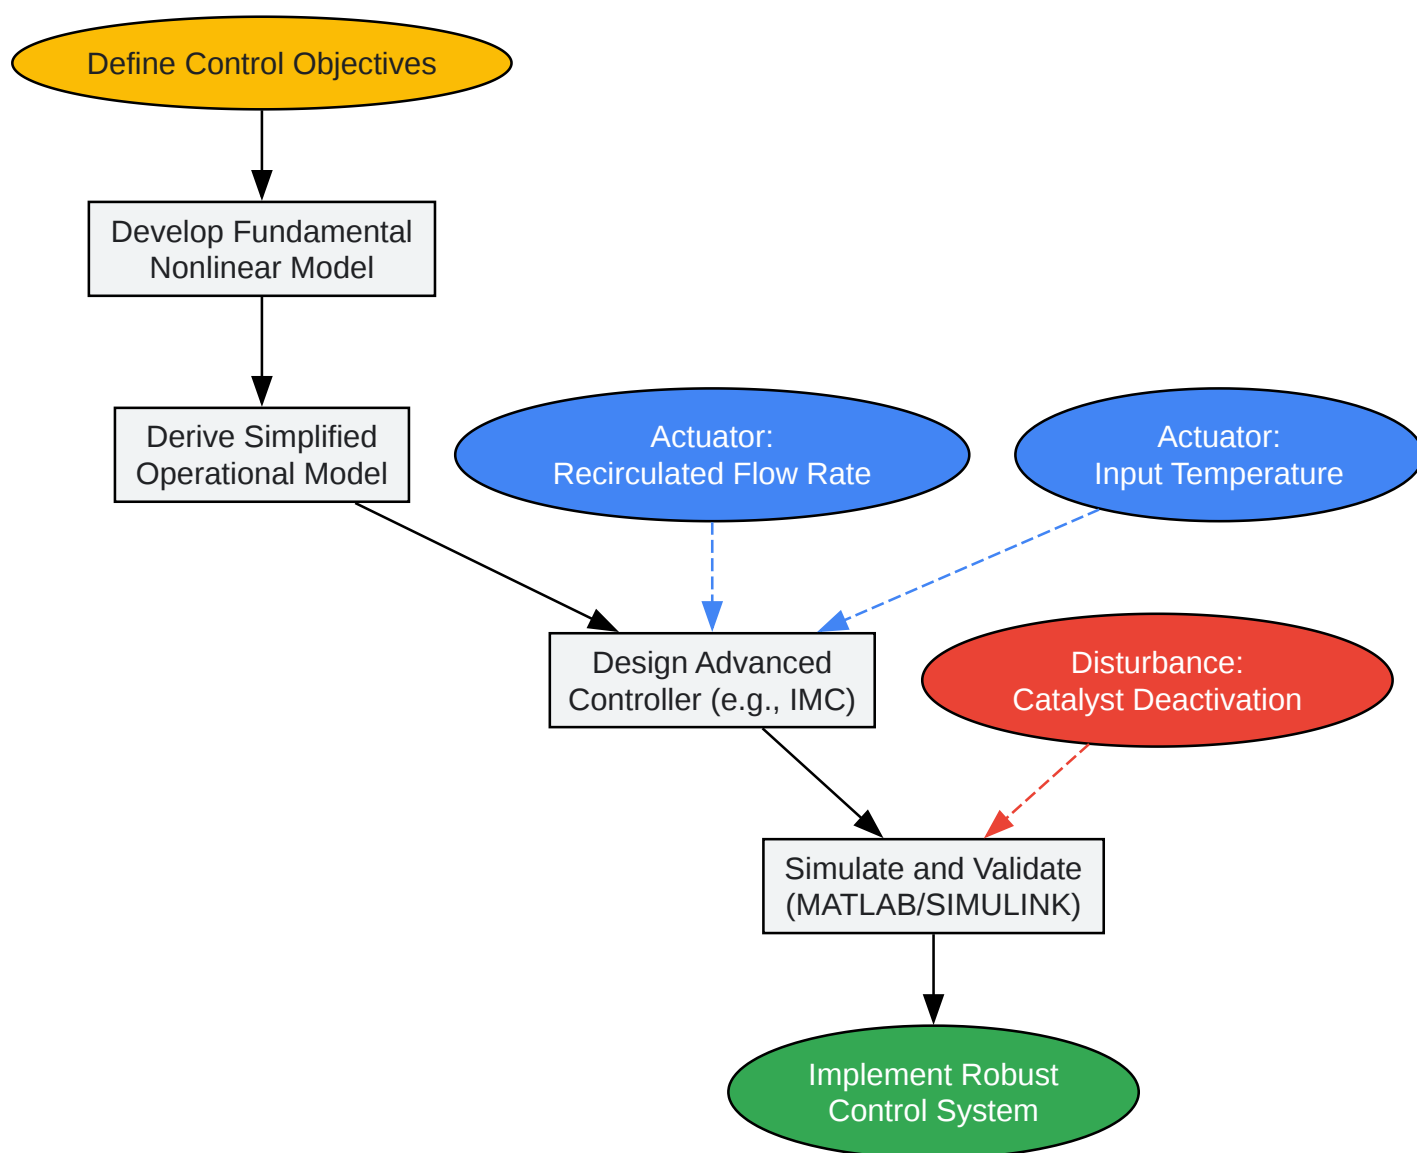 Define Control Objectives
Develop Fundamental
Nonlinear Model
Derive Simplified
Operational Model
Actuator:
Recirculated Flow Rate
Actuator:
Input Temperature
Design Advanced
Controller (e.g., IMC)
Disturbance:
Catalyst Deactivation
Simulate and Validate
(MATLAB/SIMULINK)
Implement Robust
Control System